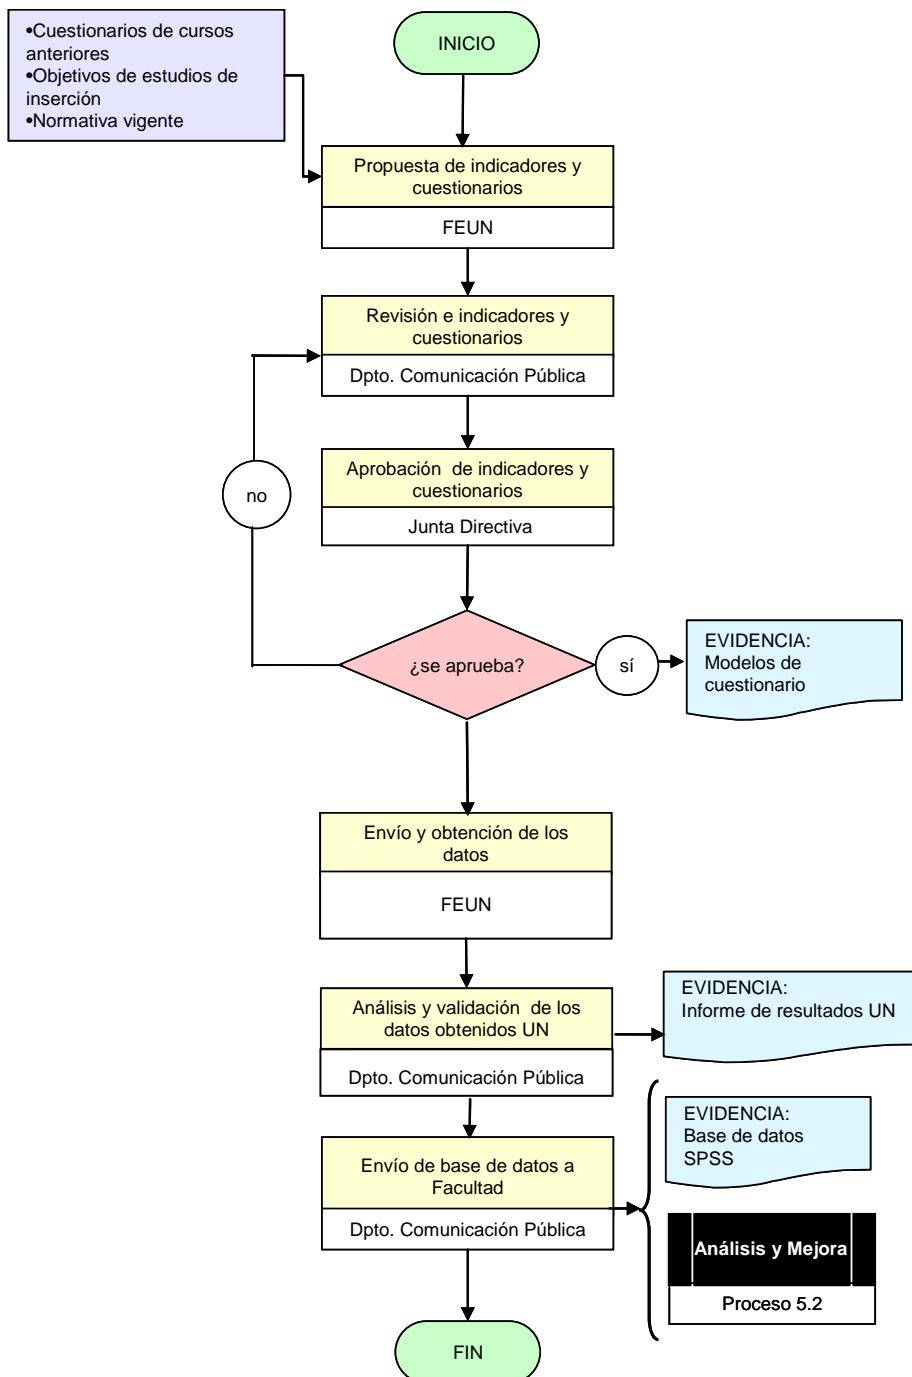 •Cuestionarios de cursos
anteriores
•Objetivos de estudios de
inserción
•Normativa vigente
INICIO
Propuesta de indicadores y
cuestionarios
FEUN
Revisión e indicadores y
cuestionarios
Dpto. Comunicación Pública
Aprobación de indicadores y
cuestionarios
Junta Directiva
no
¿se aprueba?
sí
EVIDENCIA:
Modelos de
cuestionario
Envío y obtención de los
datos
FEUN
Análisis y validación de los
datos obtenidos UN
Dpto. Comunicación Pública
EVIDENCIA:
Informe de resultados UN
Envío de base de datos a
Facultad
Dpto. Comunicación Pública
EVIDENCIA:
Base de datos
SPSS
Análisis y Mejora
Proceso 5.2
FIN